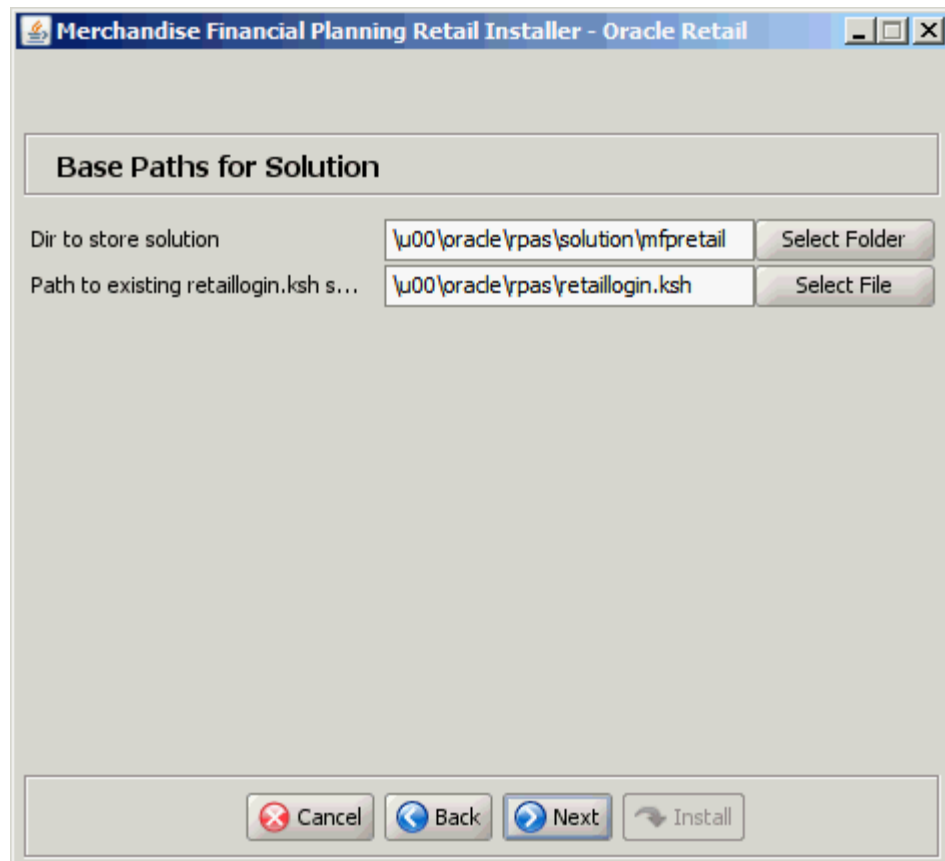 Merchandise Financial Planning Retail Installer - Oracle Retail
Base Paths for Solution
Dir to store solution \u00\oracle\rpas\solution\mfpretail Select Folder
Path to existing retaillogin.ksh s... \u00\oracle\rpas\retaillogin.ksh Select File
Cancel Back Next Install